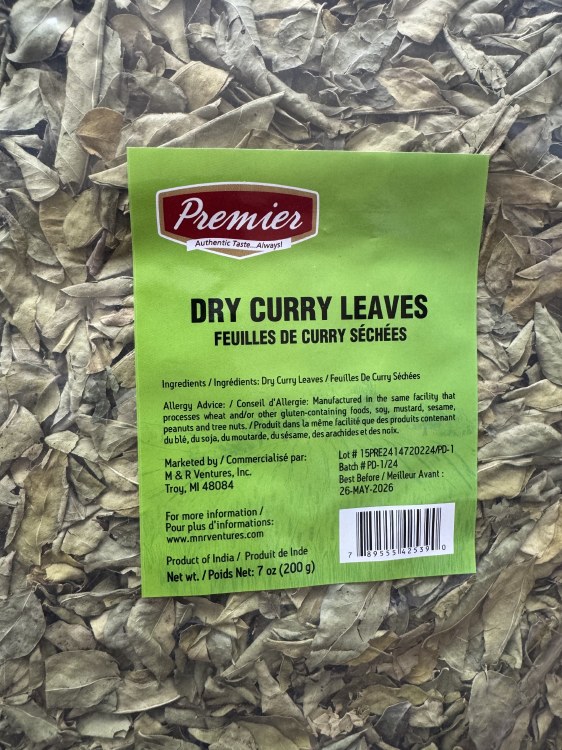 Premier
Authentic Taste...Always!
DRY CURRY LEAVES
FEUILLES DE CURRY SÉCHÉES
Ingredients / Ingrédients: Dry Curry Leaves / Feuilles De Curry Séchées
Allergy Advice: / Conseil d'Allergie: Manufactured in the same facility that
processes wheat and/or other gluten-containing foods, soy, mustard, sesame,
peanuts and tree nuts. / Produit dans la même facilité que des produits contenant
du blé, du soja, du moutarde, du sésame, des arachides et des noix.
Marketed by / Commercialisé par:
M & R Ventures, Inc.
Troy, MI 48084
Lot # 15PRE2414720224/PD-1
Batch # PD-1/24
Best Before / Meilleur Avant :
26-MAY-2026
For more information /
Pour plus d'informations:
www.mnrventures.com
7 89555 42539 0
Product of India / Produit de Inde
Net wt. / Poids Net: 7 oz (200 g)